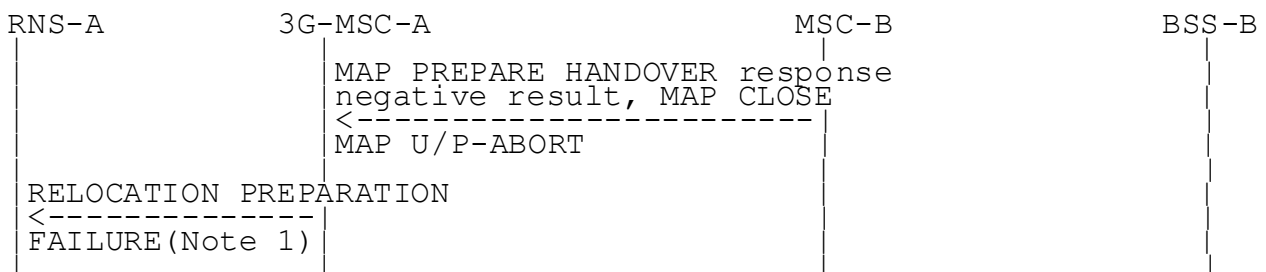 RNS-A 3G-MSC-A MSC-B BSS-B
MAP PREPARE HANDOVER response
negative result, MAP CLOSE
MAP U/P-ABORT
RELOCATION PREPARATION
FAILURE(Note 1)